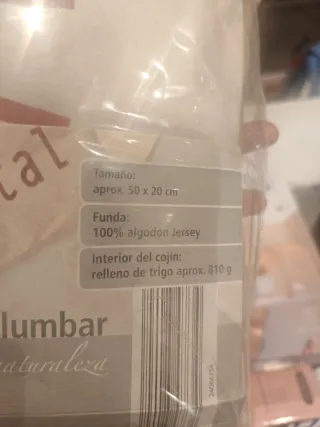 tal
Tamaño:
aprox. 50 x 20 cm
Funda:
100% algodón Jersey
Interior del cojín:
relleno de trigo aprox. 810 g
lumbar
naturaleza